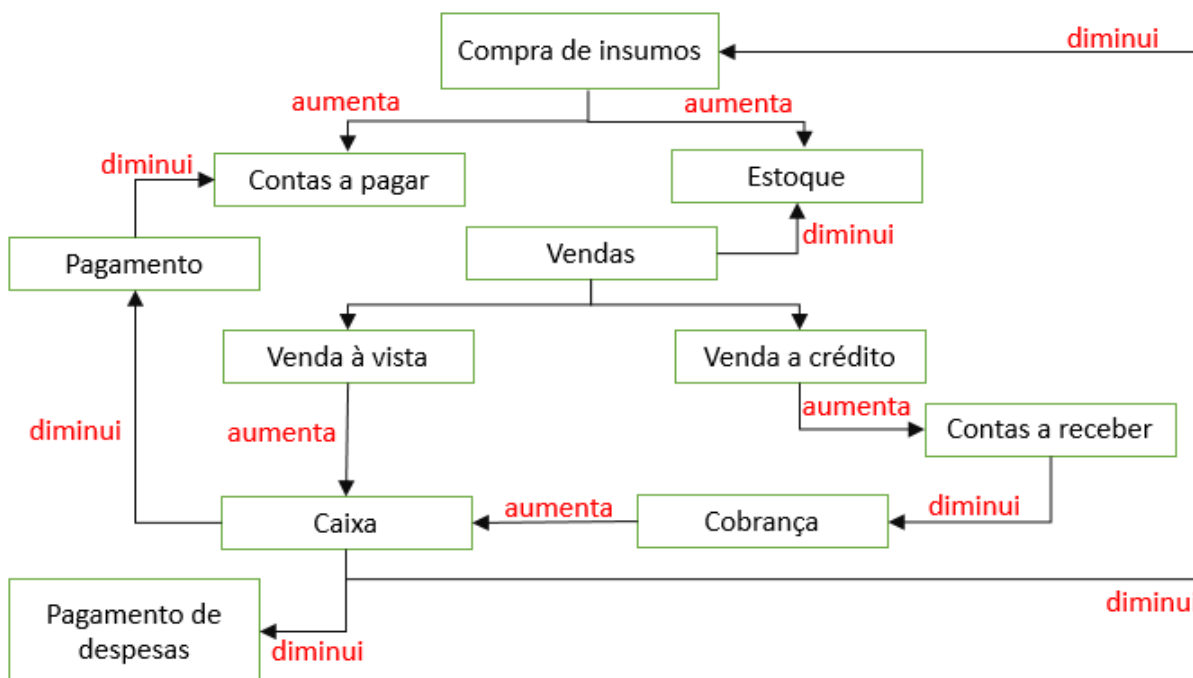 Compra de insumos
diminui
aumenta
aumenta
diminui
Contas a pagar
Estoque
Pagamento
Vendas
diminui
Venda à vista
Venda a crédito
aumenta
diminui
aumenta
Contas a receber
Caixa
aumenta
Cobrança
diminui
Pagamento de
despesas
diminui
diminui